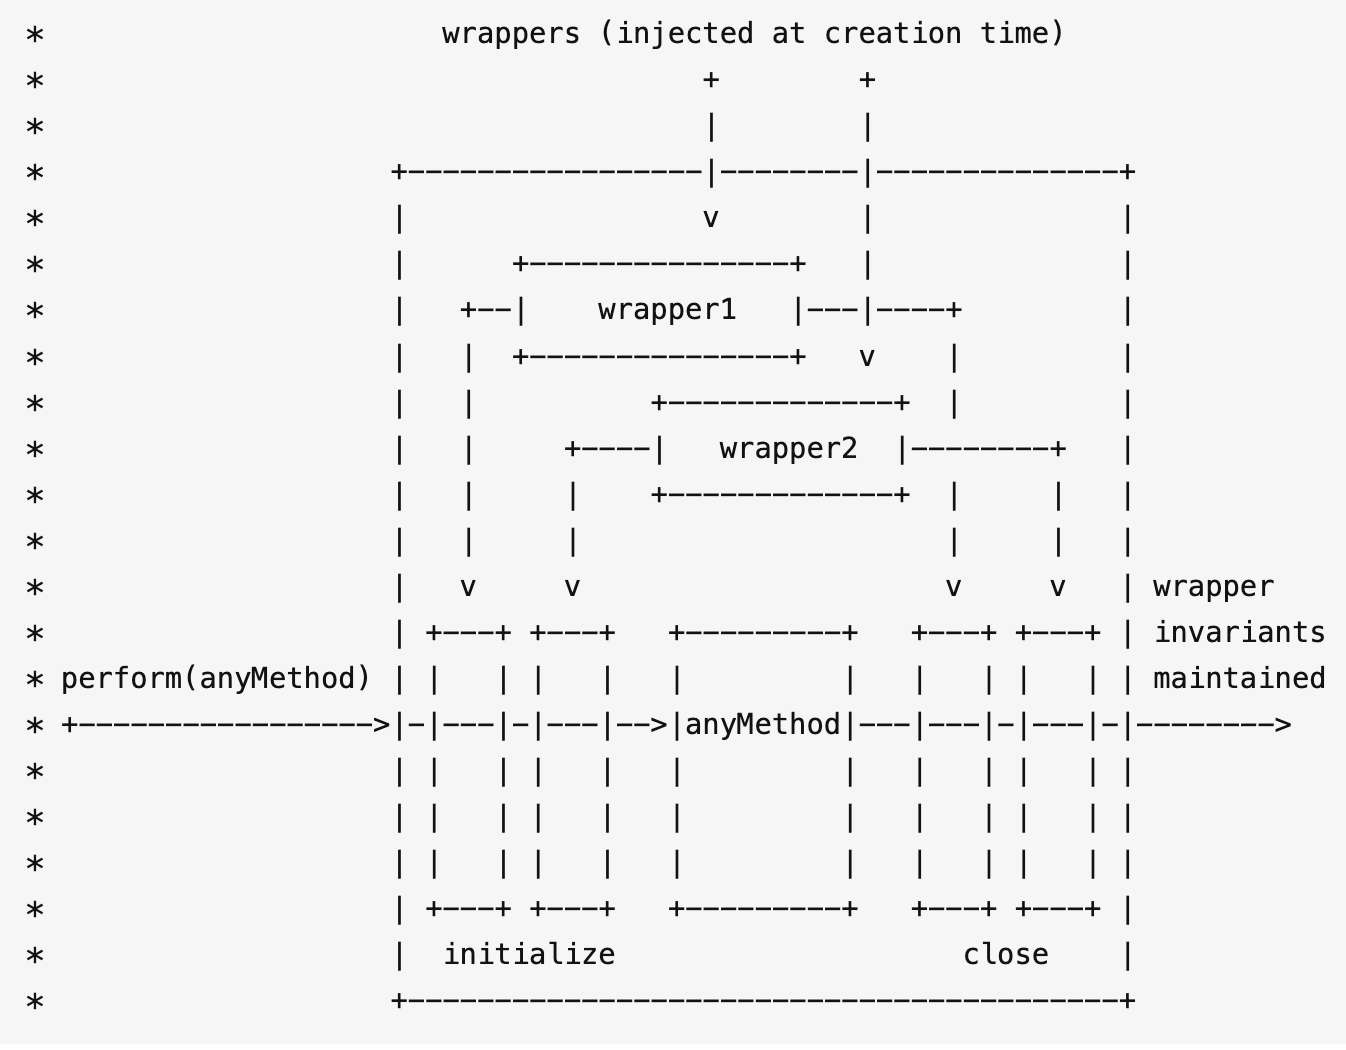 *                       wrappers (injected at creation time)
*                                      +        +
*                                      |        |
*                    +-----------------|--------|--------------+
*                    |                 v        |              |
*                    |      +---------------+   |              |
*                    |   +--|    wrapper1   |---|----+         |
*                    |   |  +---------------+   v    |         |
*                    |   |          +-------------+  |         |
*                    |   |     +----|   wrapper2  |--------+   |
*                    |   |     |    +-------------+  |     |   |
*                    |   |     |                     |     |   |
*                    |   v     v                     v     v   | wrapper
*                    | +---+ +---+   +---------+   +---+ +---+ | invariants
* perform(anyMethod) | |   | |   |   |         |   |   | |   | | maintained
* +----------------->|-|---|-|---|-->|anyMethod|---|---|-|---|-|-------->
*                    | |   | |   |   |         |   |   | |   | |
*                    | |   | |   |   |         |   |   | |   | |
*                    | |   | |   |   |         |   |   | |   | |
*                    | +---+ +---+   +---------+   +---+ +---+ |
*                    |  initialize                    close    |
*                    +-----------------------------------------+